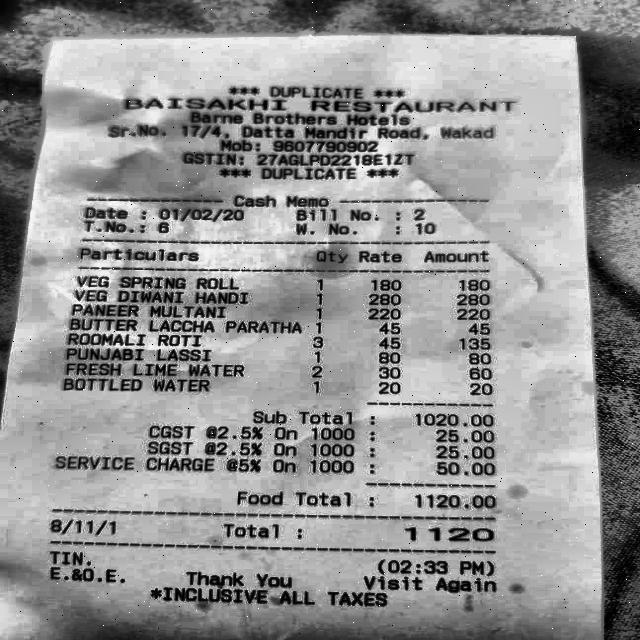 *** DUPLICATE ***
BAISAKHI RESTAURANT
Barne Brothers Hotels
Sr.No. 17/4, Datta Mandir Road, Wakad
Mob: 9607790902
GSTIN: 27AGLPD2218E1ZT
*** DUPLICATE ***
Cash Memo
Date : 01/02/20 Bill No. : 2
T.No.: 6 W. No. : 10
Particulars Qty Rate Amount
VEG SPRING ROLL 1 180 180
VEG DIWANI HANDI 1 280 280
PANEER MULTANI 1 220 220
BUTTER LACCHA PARATHA 1 45 45
ROOMALI ROTI 3 45 135
PUNJABI LASSI 1 80 80
FRESH LIME WATER 2 30 60
BOTTLED WATER 1 20 20
Sub Total : 1020.00
CGST @2.5% On 1000 : 25.00
SGST @2.5% On 1000 : 25.00
SERVICE CHARGE @5% On 1000 : 50.00
Food Total : 1120.00
8/11/1 Total : 1120
TIN. (02:33 PM)
E.&O.E. Thank You Visit Again
*INCLUSIVE ALL TAXES